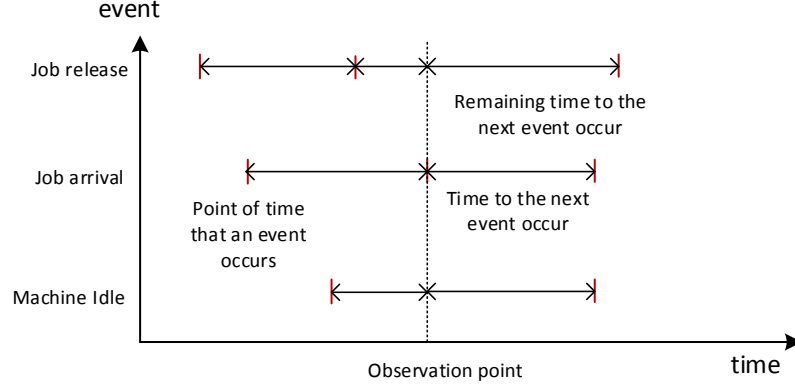 event
Job release
Remaining time to the
next event occur
Job arrival
Time to the next
event occur
Point of time
that an event
occurs
Machine Idle
Observation point
time